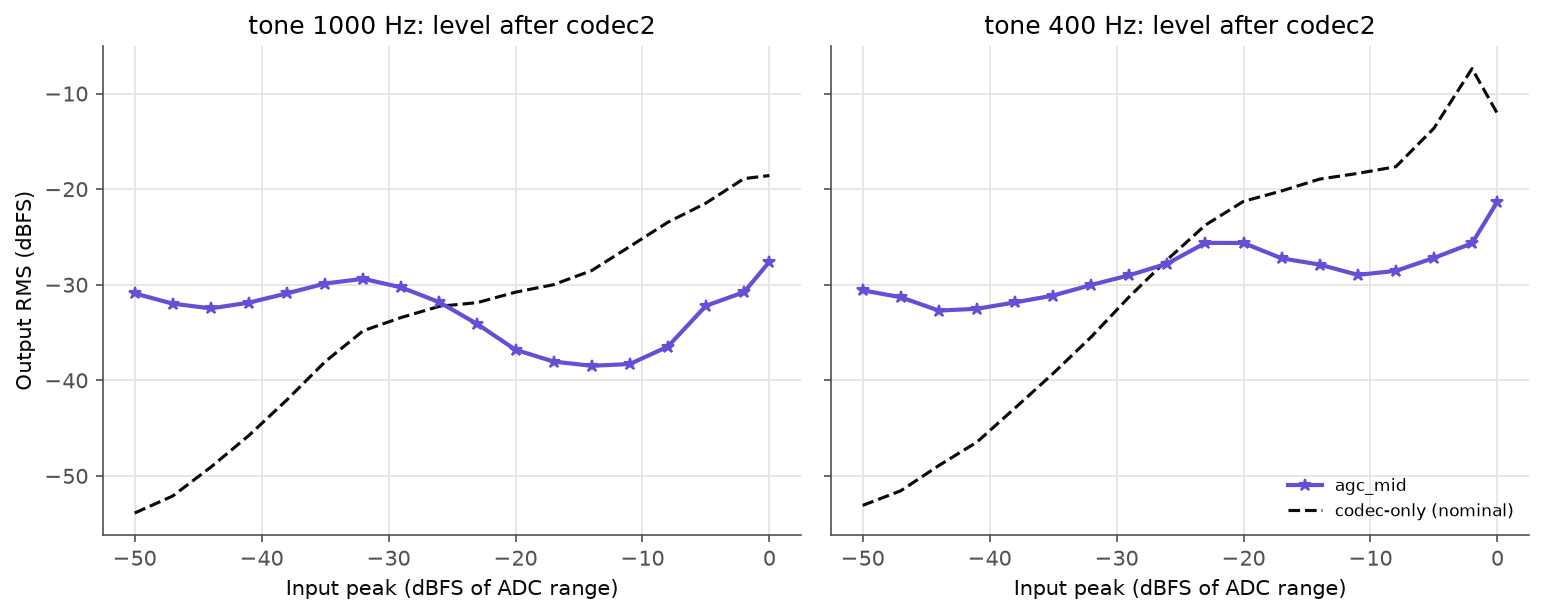 tone 1000 Hz: level after codec2
tone 400 Hz: level after codec2
Output RMS (dBFS)
−10
−20
−30
−40
−50
−50 −40 −30 −20 −10 0
−50 −40 −30 −20 −10 0
Input peak (dBFS of ADC range)
Input peak (dBFS of ADC range)
agc_mid
codec-only (nominal)